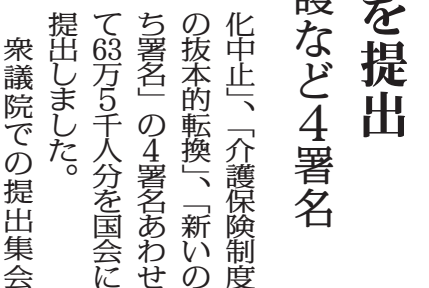 を提出
護など4署名
化中止」、「介護保険制度
の抜本的転換」、「新いの
ち署名」の4署名あわせ
て63万5千人分を国会に
提出しました。
衆議院での提出集会